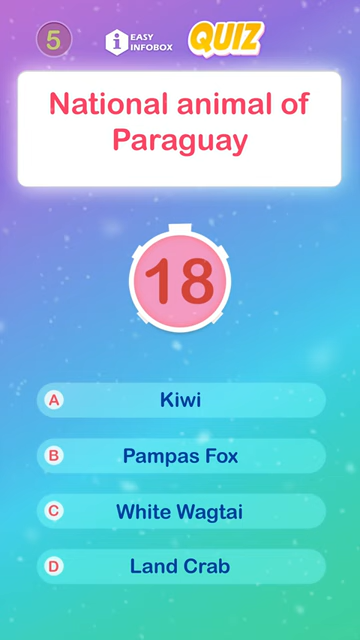 5
i EASY
INFOBOX
QUIZ
National animal of
Paraguay
18
A Kiwi
B Pampas Fox
C White Wagtai
D Land Crab